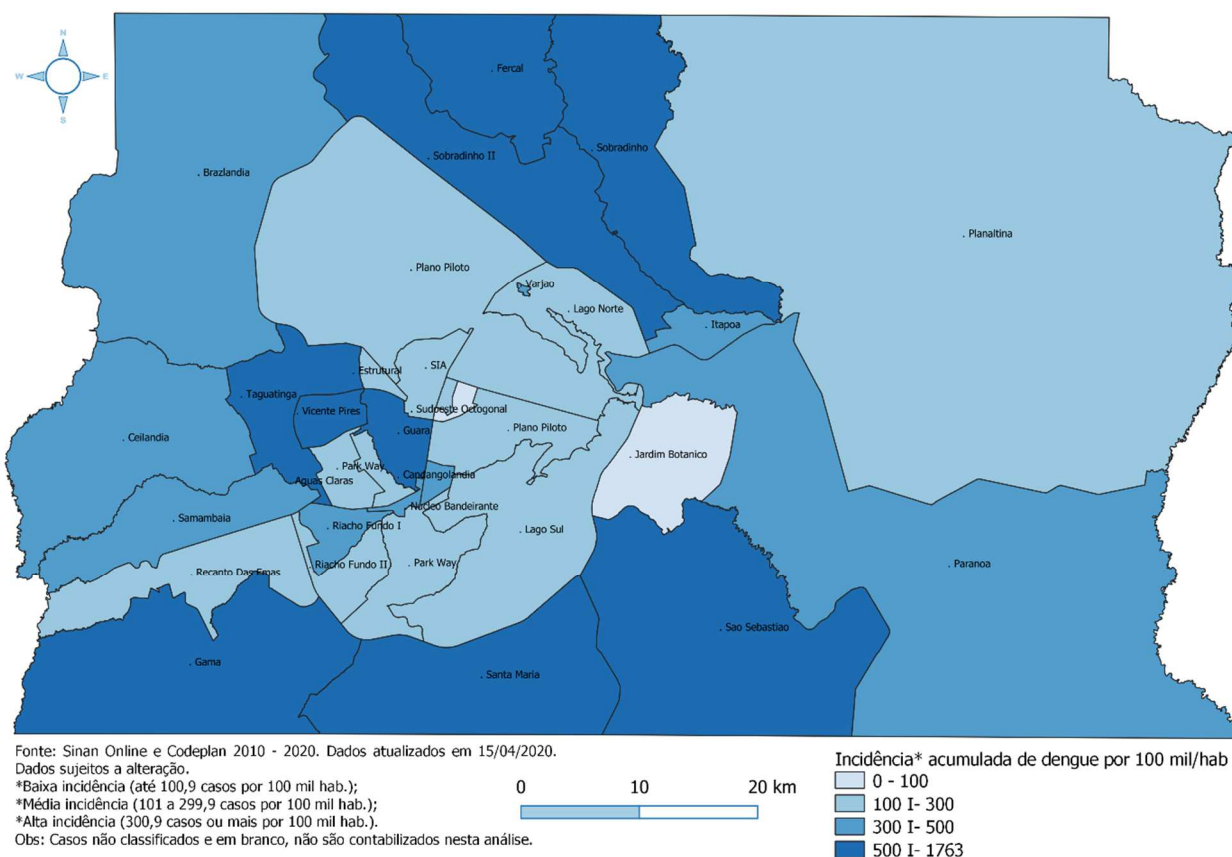 N
W E
S
. Fercal
. Sobradinho II
. Sobradinho
. Brazlandia
. Planaltina
. Plano Piloto
. Varjao
. Lago Norte
. Itapoa
. SIA
. Estrutural
. Taguatinga
. Vicente Pires
. Sudoeste Octogonal
. Guara
. Plano Piloto
. Ceilandia
. Jardim Botanico
. Park Way
. Candangolandia
Aguas Claras
Nucleo Bandeirante
. Samambaia
. Riacho Fundo I
. Lago Sul
. Recanto Das Emas
. Riacho Fundo II
. Park Way
. Paranoa
. Sao Sebastiao
. Gama
. Santa Maria
Fonte: Sinan Online e Codeplan 2010 - 2020. Dados atualizados em 15/04/2020.
Dados sujeitos a alteração.
*Baixa incidência (até 100,9 casos por 100 mil hab.);
*Média incidência (101 a 299,9 casos por 100 mil hab.);
*Alta incidência (300,9 casos ou mais por 100 mil hab.).
Obs: Casos não classificados e em branco, não são contabilizados nesta análise.
0 10 20 km
Incidência* acumulada de dengue por 100 mil/hab
0 - 100
100 I- 300
300 I- 500
500 I- 1763